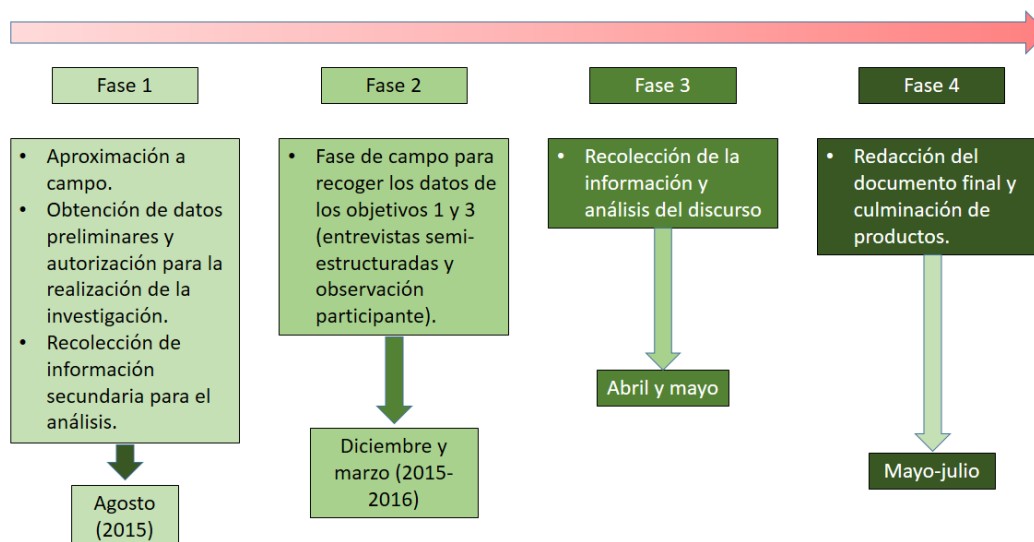 Fase 1
• Aproximación a
campo.
• Obtención de datos
preliminares y
autorización para la
realización de la
investigación.
• Recolección de
información
secundaria para el
análisis.
Agosto
(2015)
Fase 2
• Fase de campo para
recoger los datos de
los objetivos 1 y 3
(entrevistas semi-
estructuradas y
observación
participante).
Diciembre y
marzo (2015-
2016)
Fase 3
• Recolección de la
información y
análisis del discurso
Abril y mayo
Fase 4
• Redacción del
documento final y
culminación de
productos.
Mayo-julio